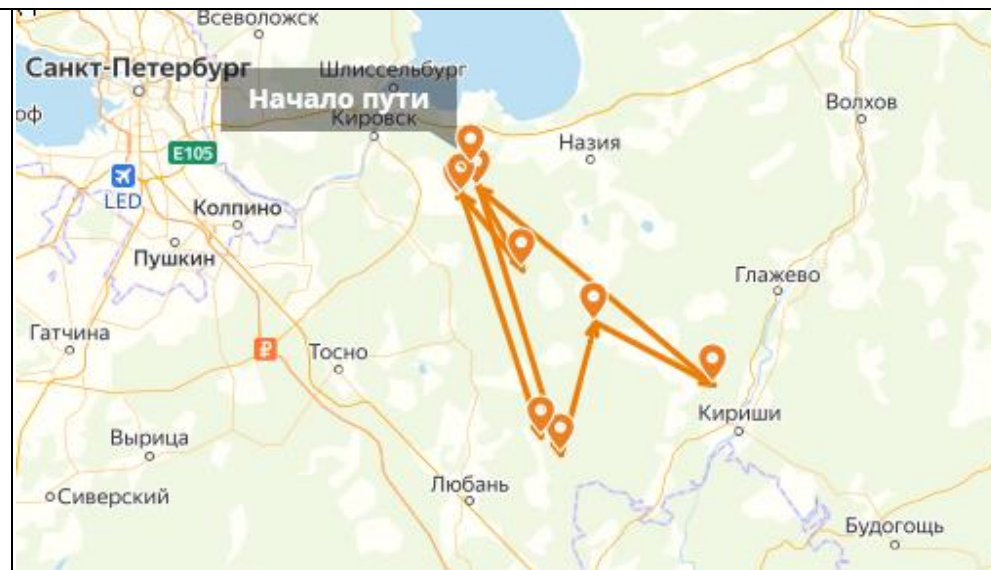 Всеволожск
Санкт-Петербург
Шлиссельбург
Начало пути
Волхов
оф
Кировск
Назия
E105
LED
Колпино
Пушкин
Глажево
Гатчина
₽
Тосно
Кириши
Вырица
Любань
Сиверский
Будогощь